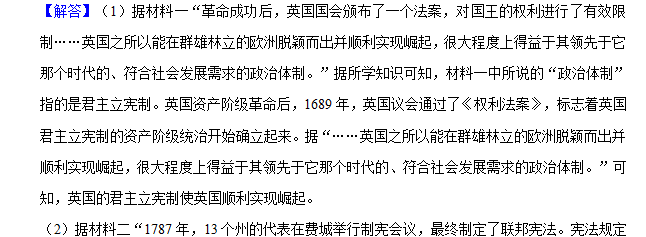 【解答】（1）据材料一“革命成功后，英国国会颁布了一个法案，对国王的权利进行了有效限
制……英国之所以能在群雄林立的欧洲脱颖而出并顺利实现崛起，很大程度上得益于其领先于它
那个时代的、符合社会发展需求的政治体制。”据所学知识可知，材料一中所说的“政治体制”
指的是君主立宪制。英国资产阶级革命后，1689 年，英国议会通过了《权利法案》，标志着英国
君主立宪制的资产阶级统治开始确立起来。据“……英国之所以能在群雄林立的欧洲脱颖而出并
顺利实现崛起，很大程度上得益于其领先于它那个时代的、符合社会发展需求的政治体制。”可
知，英国的君主立宪制使英国顺利实现崛起。
（2）据材料二“1787 年，13 个州的代表在费城举行制宪会议，最终制定了联邦宪法。宪法规定